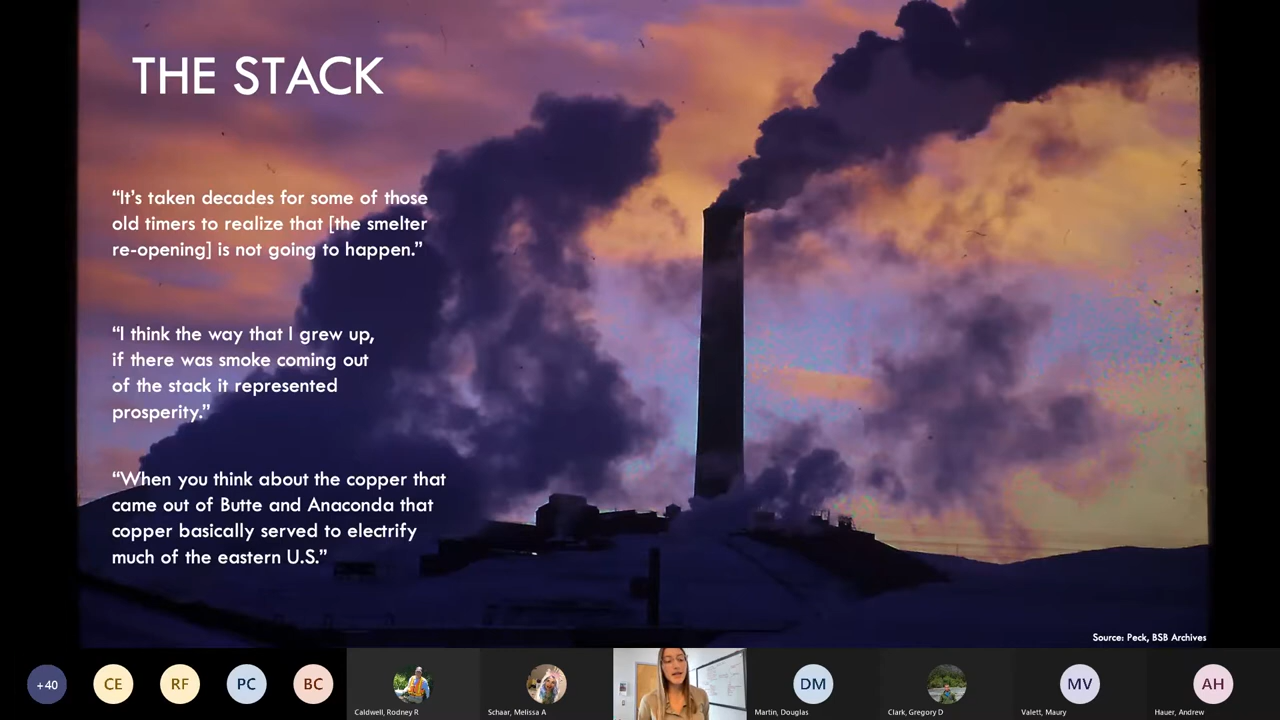 THE STACK
“It’s taken decades for some of those
old timers to realize that [the smelter
re-opening] is not going to happen.”
“I think the way that I grew up,
if there was smoke coming out
of the stack it represented
prosperity.”
“When you think about the copper that
came out of Butte and Anaconda that
copper basically served to electrify
much of the eastern U.S.”
Source: Peck, BSB Archives
+40
CE
RF
PC
BC
DM
MV
AH
Caldwell, Rodney R
Schaar, Melissa A
Martin, Douglas
Clark, Gregory D
Valett, Maury
Hauer, Andrew